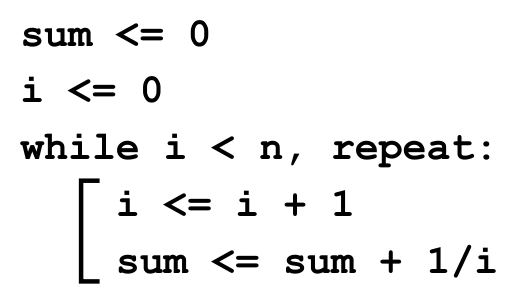 sum <= 0
i <= 0
while i < n, repeat:
i <= i + 1
sum <= sum + 1/i